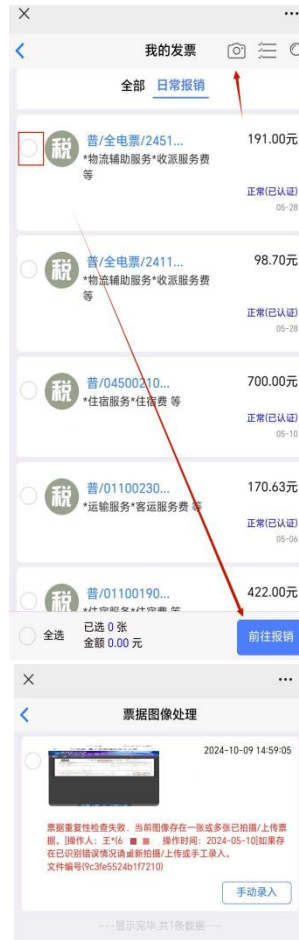 我的发票
全部 日常报销
税 普/全电票/2451... 191.00元
*物流辅助服务*收派服务费
等
正常(已认证)
05-28
税 普/全电票/2411... 98.70元
*物流辅助服务*收派服务费
等
正常(已认证)
05-28
税 普/04500210... 700.00元
*住宿服务*住宿费 等
正常(已认证)
05-10
税 普/01100230... 170.63元
*运输服务*客运服务费 等
正常(已认证)
05-06
税 普/01100190... 422.00元
*住宿服务*住宿费 等
全选
已选 0 张
金额 0.00 元
前往报销
票据图像处理
2024-10-09 14:59:05
票据重复性检查失败，当前图像存在一张或多张已拍摄/上传票
据。[操作人：王*(6 操作时间：2024-05-10]如果存
在已识别错误情况请重新拍摄/上传或手工录入。
文件编号(9c3fe5524b1f7210)
手动录入
---显示完毕,共1条数据---